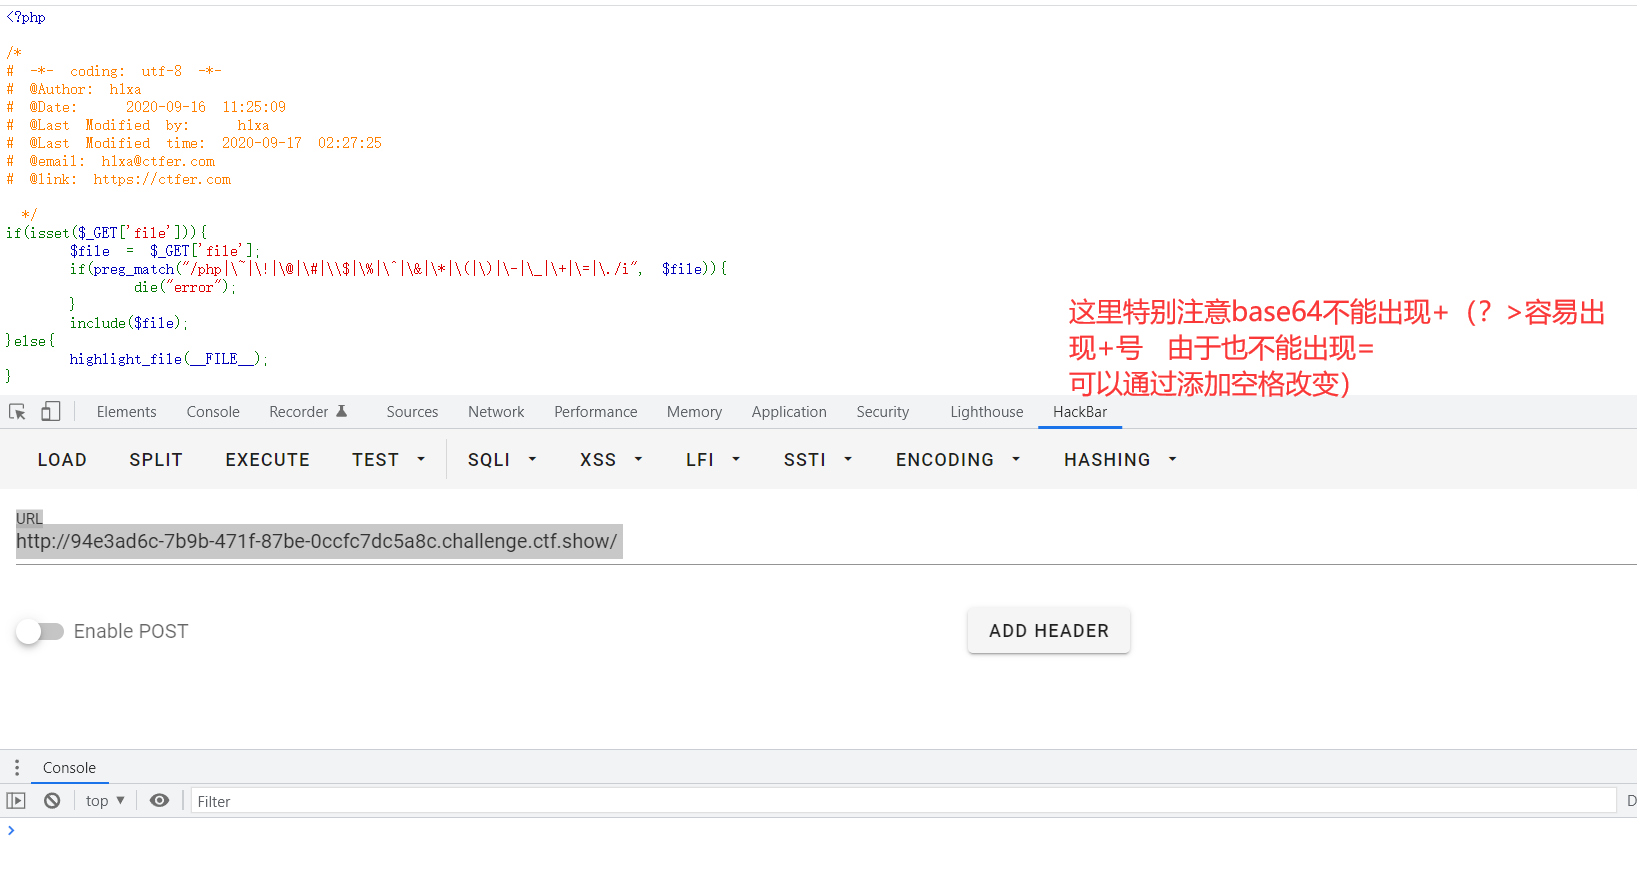 <?php
/*
# -*- coding: utf-8 -*-
# @Author: h1xa
# @Date: 2020-09-16 11:25:09
# @Last Modified by: h1xa
# @Last Modified time: 2020-09-17 02:27:25
# @email: h1xa@ctfer.com
# @link: https://ctfer.com
*/
if(isset($_GET['file'])){
$file = $_GET['file'];
if(preg_match("/php|\~|\!|\@|\#|\\$|\%|\^|\&|\*|\(|\)|\-|\_|\+|\=|\./i", $file)){
die("error");
}
include($file);
}else{
highlight_file(__FILE__);
}
这里特别注意base64不能出现+（？>容易出
现+号 由于也不能出现=
可以通过添加空格改变）
Elements Console Recorder Sources Network Performance Memory Application Security Lighthouse HackBar
LOAD SPLIT EXECUTE TEST SQLI XSS LFI SSTI ENCODING HASHING
URL
http://94e3ad6c-7b9b-471f-87be-0ccfc7dc5a8c.challenge.ctf.show/
Enable POST ADD HEADER
Console
top Filter D